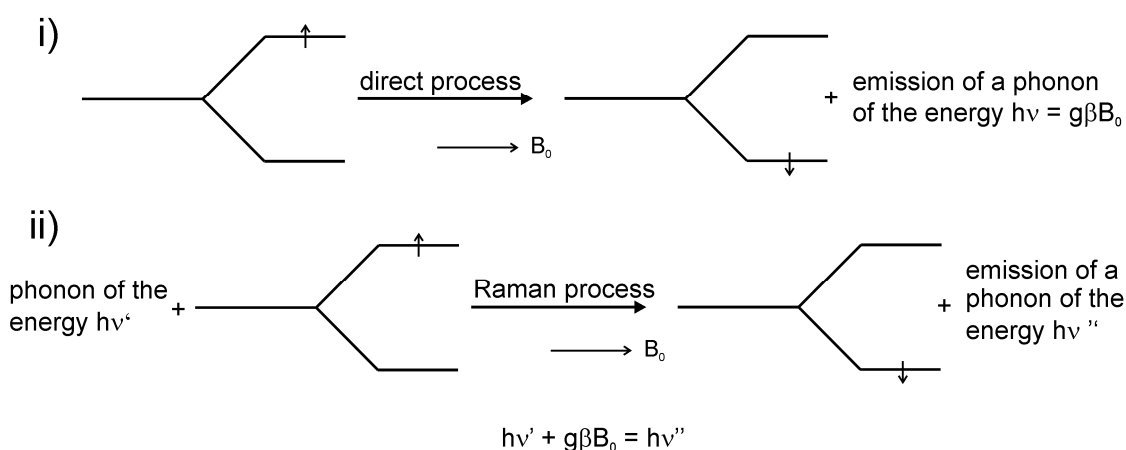 i)
direct process
B₀
+
emission of a phonon
of the energy hν = gβB₀
ii)
phonon of the
energy hν‘
+
Raman process
B₀
+
emission of a
phonon of the
energy hν ”
hν’ + gβB₀ = hν”